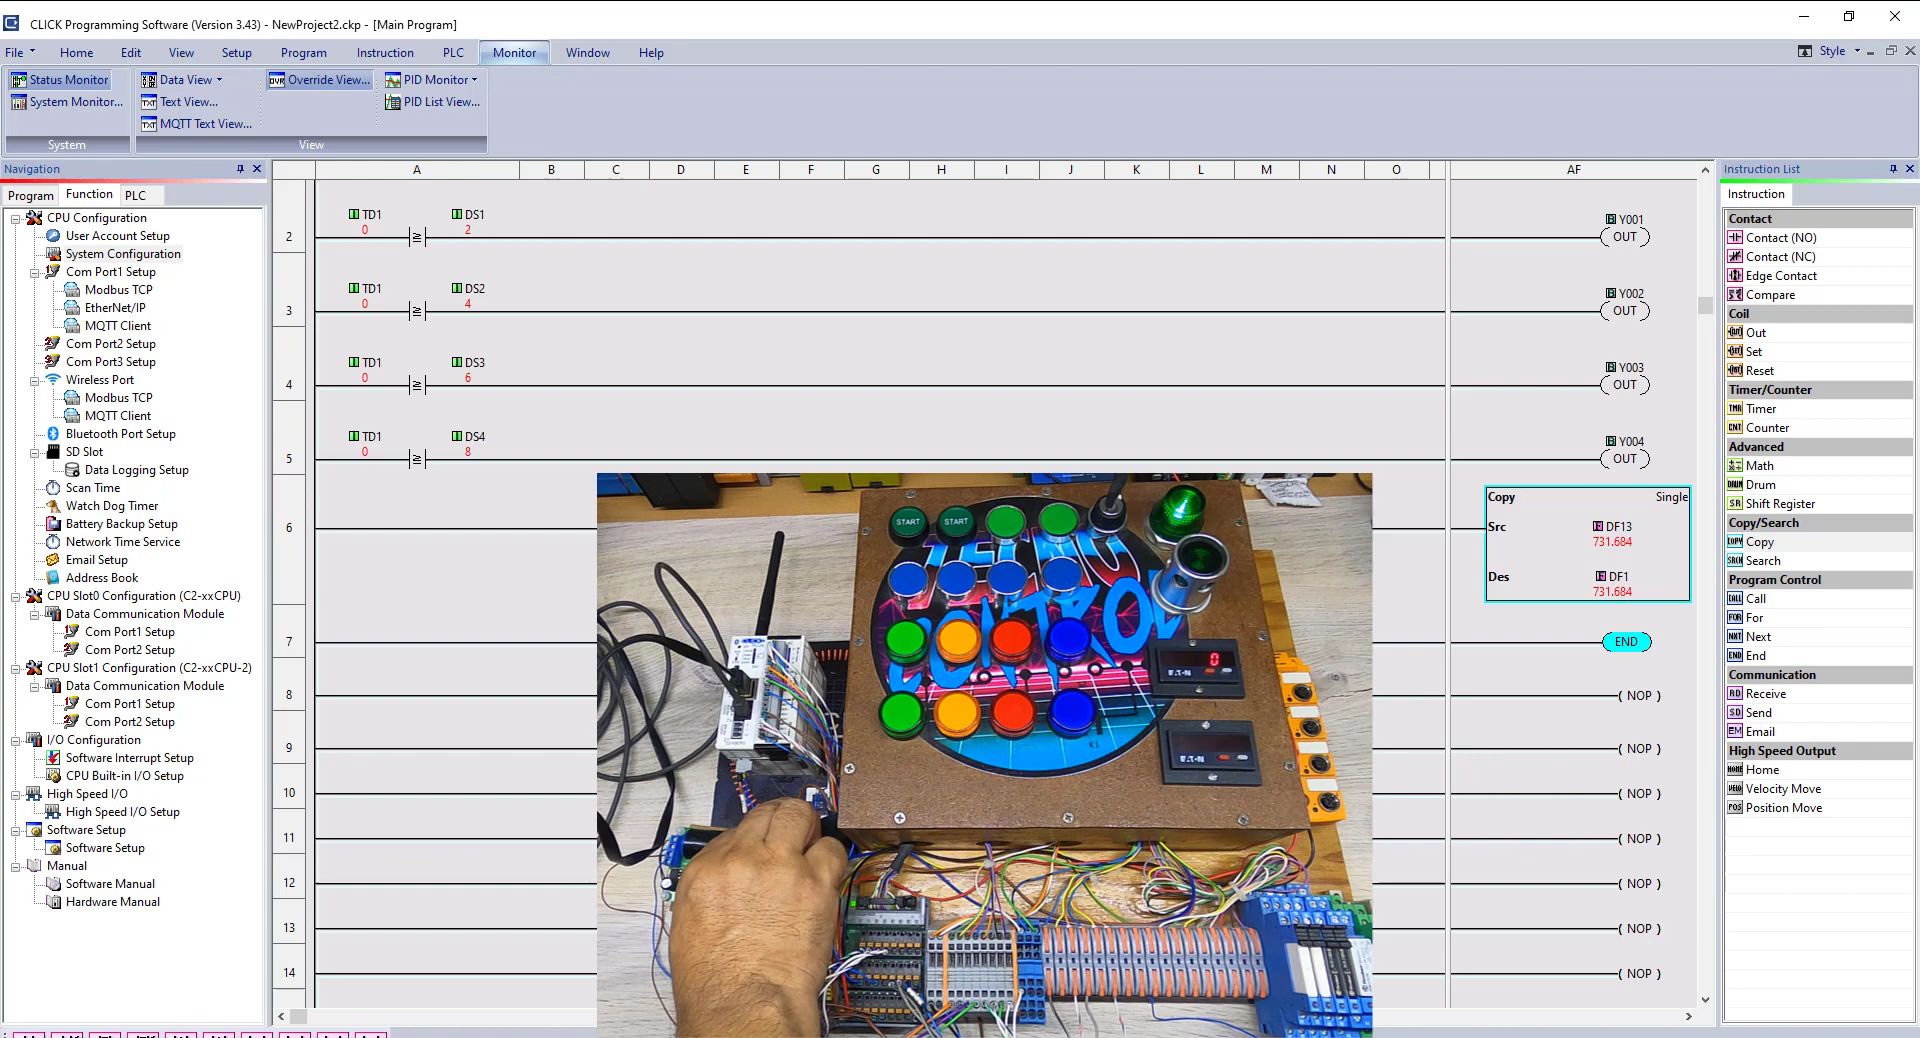 CLICK Programming Software (Version 3.43) - NewProject2.ckp - [Main Program]
File Home Edit View Setup Program Instruction PLC Monitor Window Help Style
Status Monitor Data View Override View... PID Monitor
System Monitor... Text View... PID List View...
MQTT Text View...
System View
Navigation
Program Function PLC
CPU Configuration
User Account Setup
System Configuration
Com Port1 Setup
Modbus TCP
EtherNet/IP
MQTT Client
Com Port2 Setup
Com Port3 Setup
Wireless Port
Modbus TCP
MQTT Client
Bluetooth Port Setup
SD Slot
Data Logging Setup
Scan Time
Watch Dog Timer
Battery Backup Setup
Network Time Service
Email Setup
Address Book
CPU Slot0 Configuration (C2-xxCPU)
Data Communication Module
Com Port1 Setup
Com Port2 Setup
CPU Slot1 Configuration (C2-xxCPU-2)
Data Communication Module
Com Port1 Setup
Com Port2 Setup
I/O Configuration
Software Interrupt Setup
CPU Built-in I/O Setup
High Speed I/O
High Speed I/O Setup
Software Setup
Software Setup
Manual
Software Manual
Hardware Manual
A B C D E F G H I J K L M N O AF
TD1 DS1 Y001
2 0 ≥ 2 OUT
TD1 DS2 Y002
3 0 ≥ 4 OUT
TD1 DS3 Y003
4 0 ≥ 6 OUT
TD1 DS4 Y004
5 0 ≥ 8 OUT
Copy Single
6 Src DF13
731.684
Des DF1
731.684
7 END
8 ( NOP )
9 ( NOP )
10 ( NOP )
11 ( NOP )
12 ( NOP )
13 ( NOP )
14 ( NOP )
START START
TECNO
CONTROL
0
E·T·N
E·T·N
K1
Instruction List
Instruction
Contact
Contact (NO)
Contact (NC)
Edge Contact
Compare
Coil
Out
Set
Reset
Timer/Counter
Timer
Counter
Advanced
Math
Drum
Shift Register
Copy/Search
Copy
Search
Program Control
Call
For
Next
End
Communication
Receive
Send
Email
High Speed Output
Home
Velocity Move
Position Move